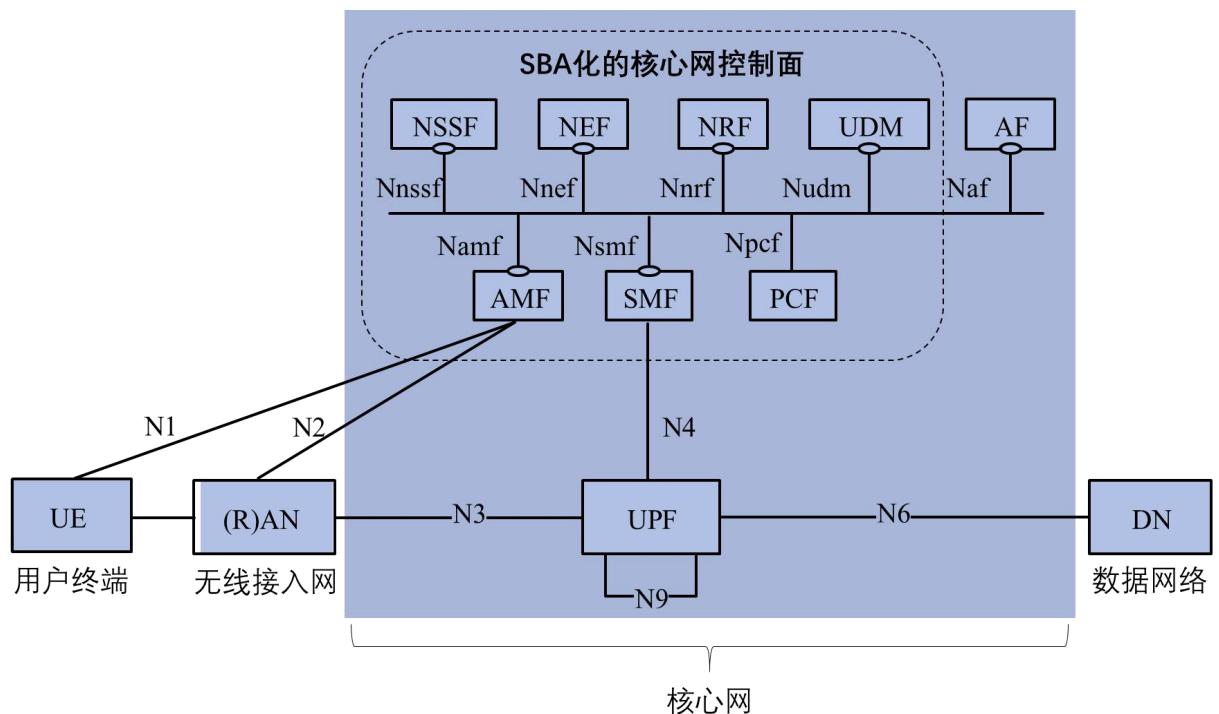 SBA化的核心网控制面
NSSF
NEF
NRF
UDM
AF
Nnssf
Nnef
Nnrf
Nudm
Naf
Namf
Nsmf
Npcf
AMF
SMF
PCF
N1
N2
N4
UE
(R)AN
N3
UPF
N6
DN
用户终端
无线接入网
N9
数据网络
核心网